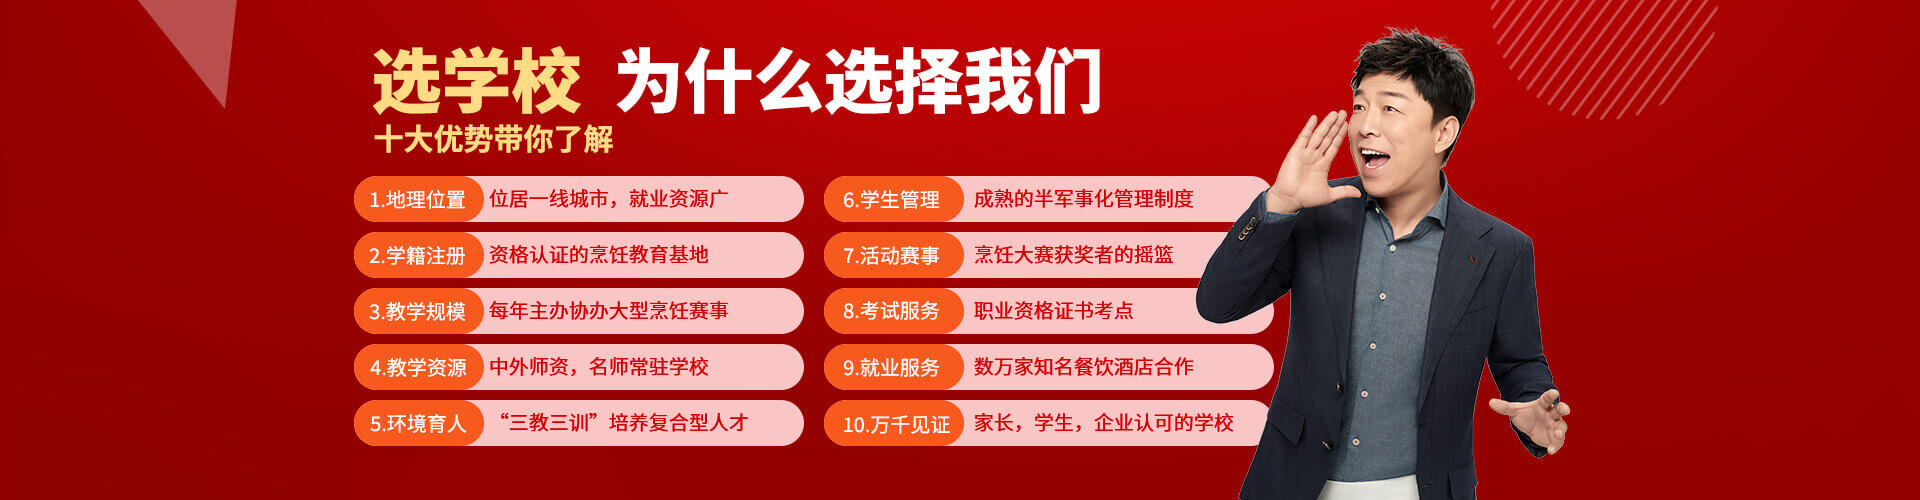 选学校 为什么选择我们
十大优势带你了解
1.地理位置 位居一线城市，就业资源广
2.学籍注册 资格认证的烹饪教育基地
3.教学规模 每年主办协办大型烹饪赛事
4.教学资源 中外师资，名师常驻学校
5.环境育人 “三教三训”培养复合型人才
6.学生管理 成熟的半军事化管理制度
7.活动赛事 烹饪大赛获奖者的摇篮
8.考试服务 职业资格证书考点
9.就业服务 数万家知名餐饮酒店合作
10.万千见证 家长，学生，企业认可的学校